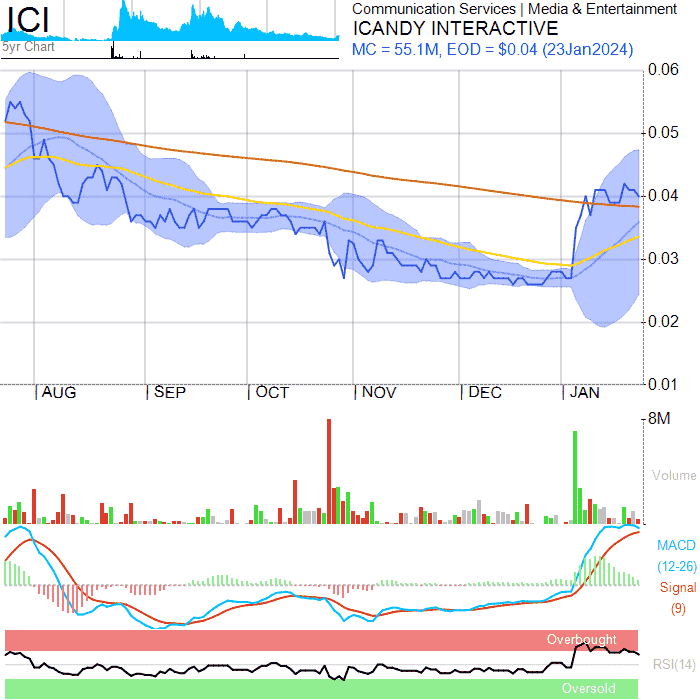 ICI
5yr Chart
Communication Services | Media & Entertainment
ICANDY INTERACTIVE
MC = 55.1M, EOD = $0.04 (23Jan2024)
0.06
0.05
0.04
0.03
0.02
0.01
AUG SEP OCT NOV DEC JAN
8M
Volume
MACD
(12-26)
Signal
(9)
Overbought
RSI(14)
Oversold